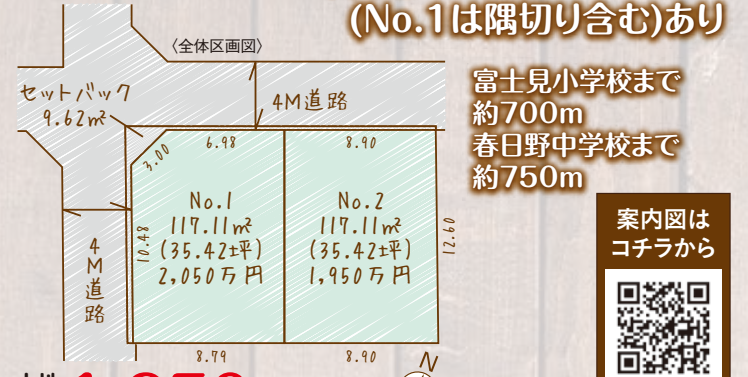 (No.1は隅切り含む)あり
〈全体区画図〉
セットバック
9.62㎡
4M道路
富士見小学校まで
約700m
春日野中学校まで
約750m
3.00
6.98
8.90
No.1
117.11㎡
(35.42坪)
2,050万円
No.2
117.11㎡
(35.42坪)
1,950万円
10.48
12.09
4M道路
案内図は
コチラから
8.79
8.90
N